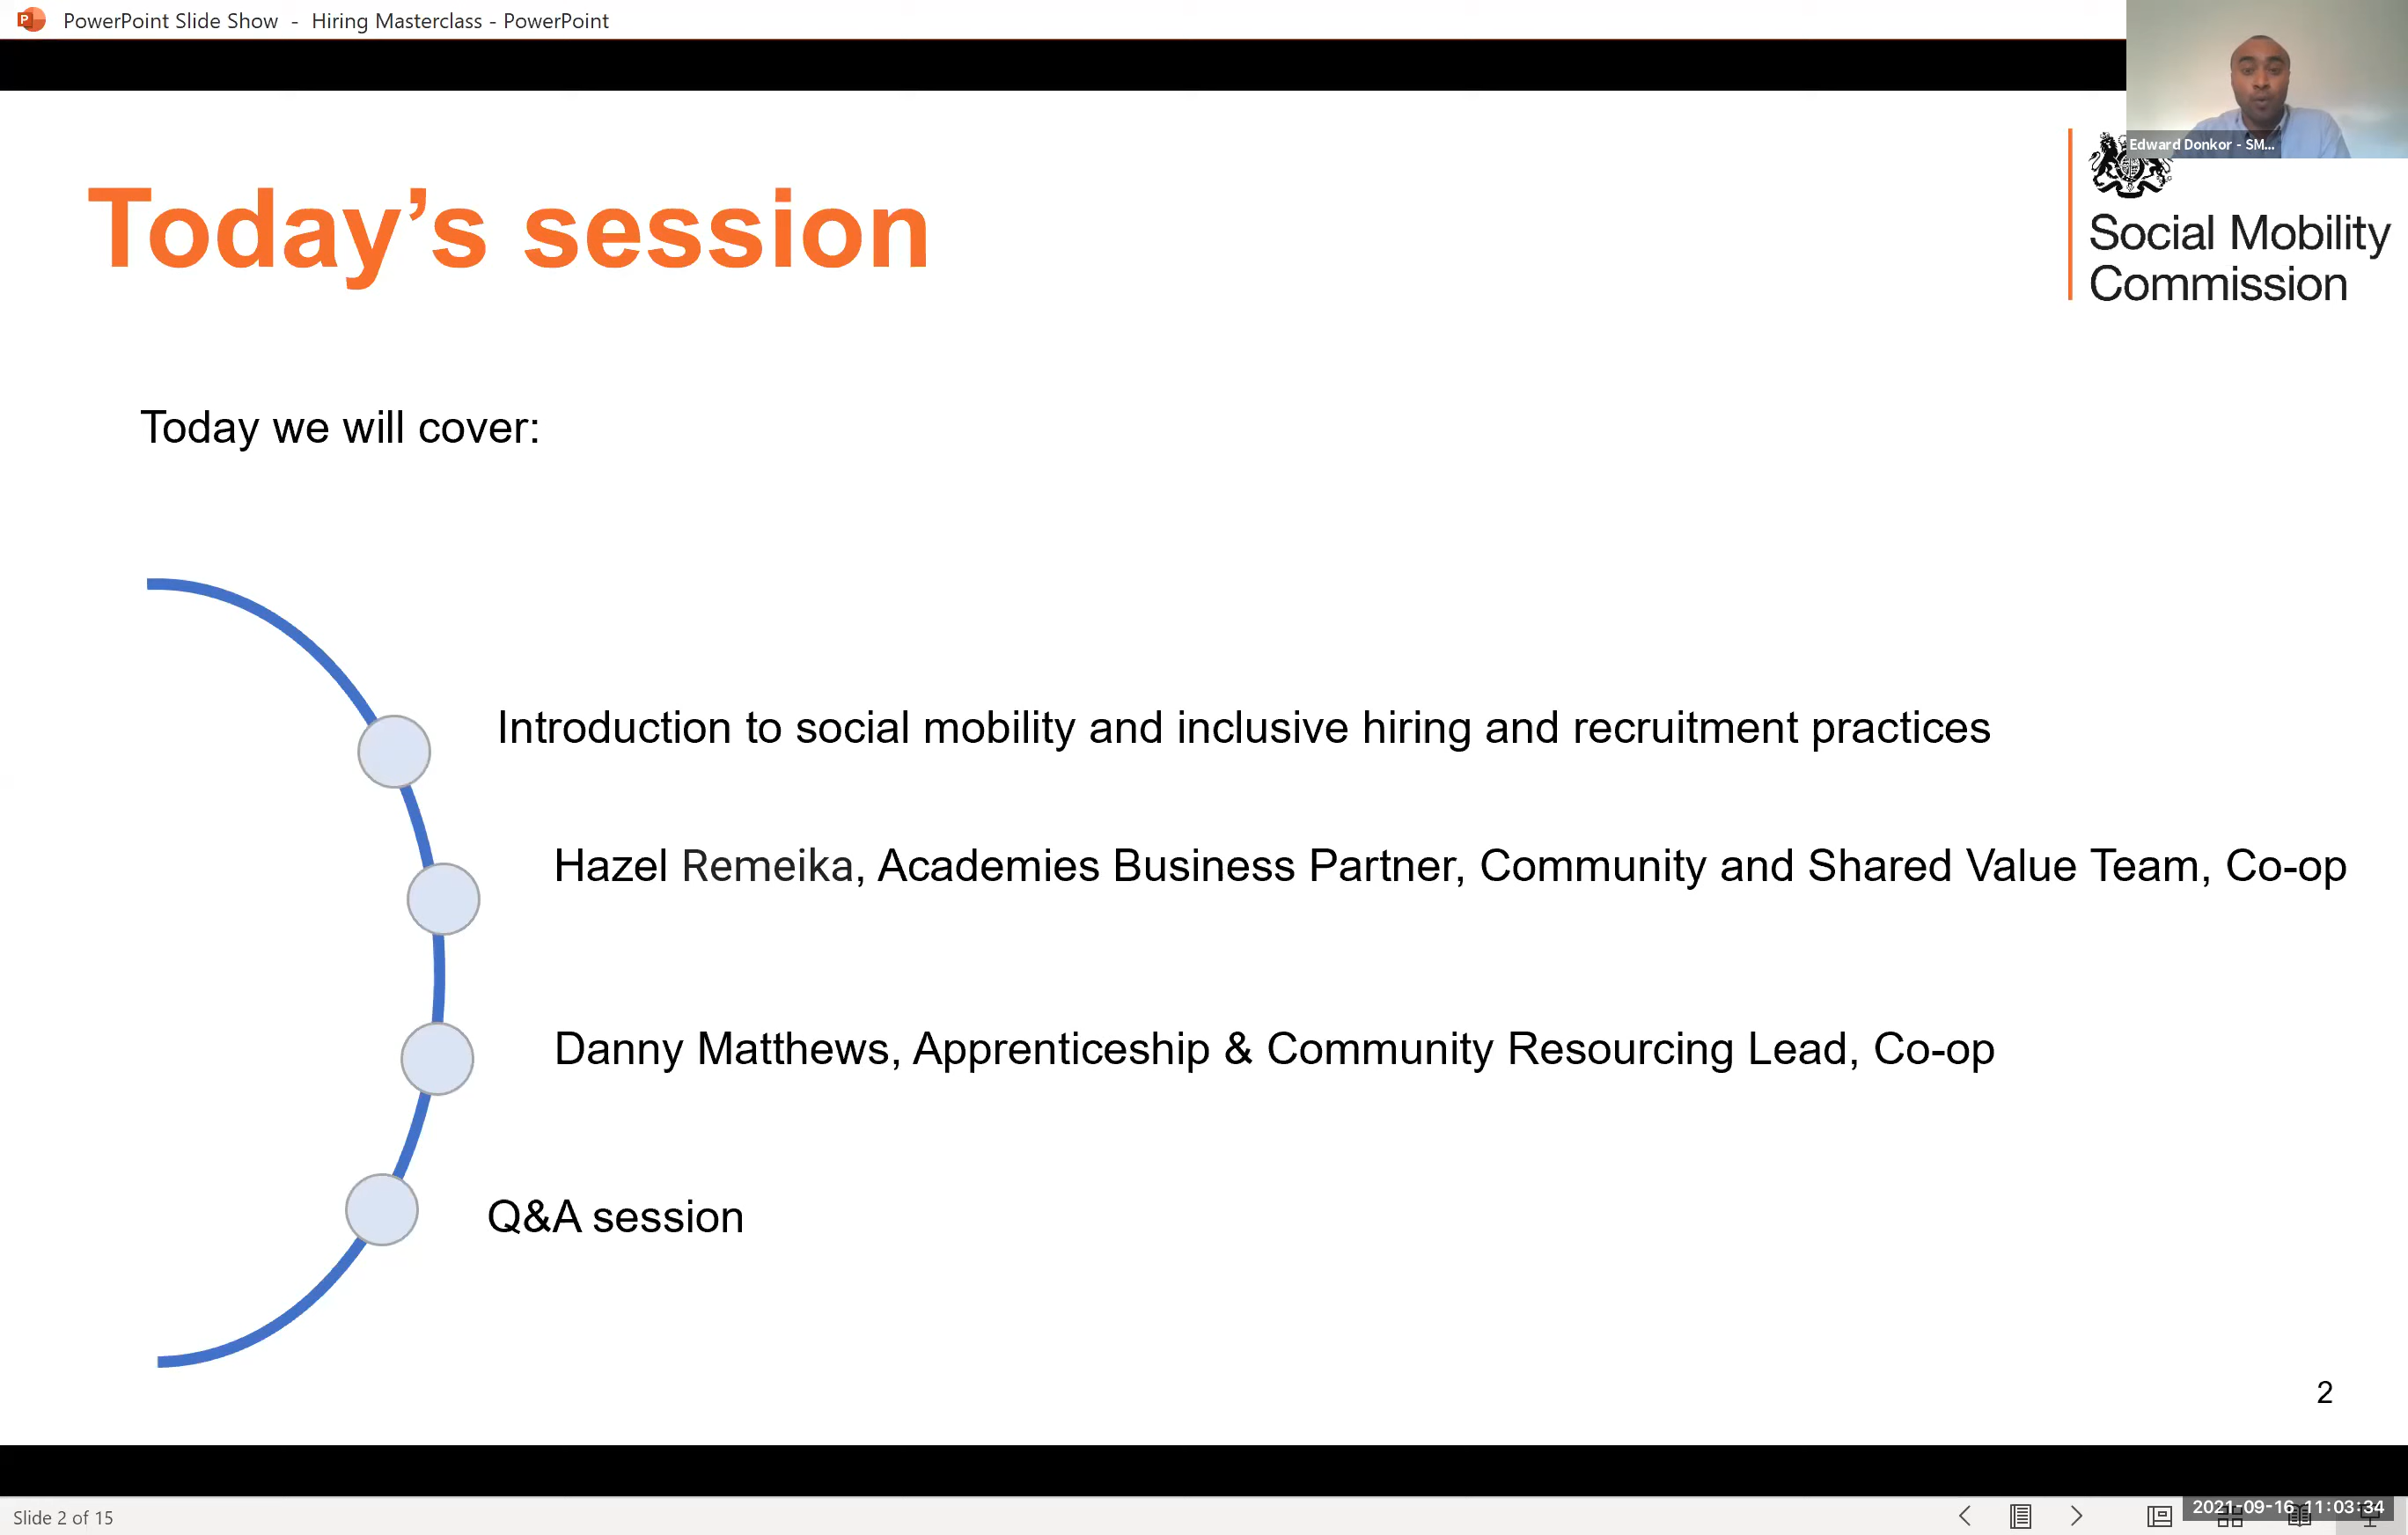 PowerPoint Slide Show - Hiring Masterclass - PowerPoint
Edward Donkor - SM...
Today’s session
Social Mobility
Commission
Today we will cover:
Introduction to social mobility and inclusive hiring and recruitment practices
Hazel Remeika, Academies Business Partner, Community and Shared Value Team, Co-op
Danny Matthews, Apprenticeship & Community Resourcing Lead, Co-op
Q&A session
2
Slide 2 of 15
2021-09-16 11:03:34